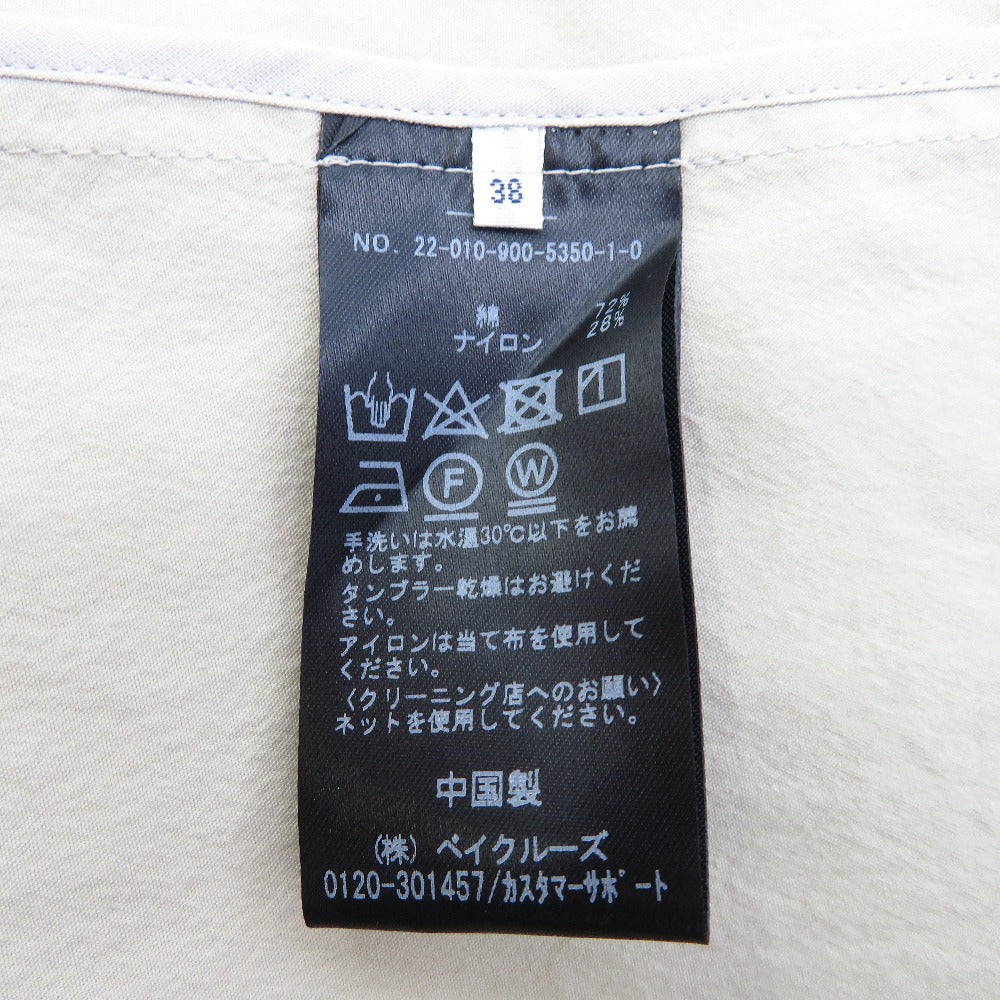 38
NO. 22-010-900-5350-1-0
綿 72%
ナイロン 28%
F W
手洗いは水温30℃以下をお薦
めします。
タンブラー乾燥はお避けくだ
さい。
アイロンは当て布を使用して
ください。
〈クリーニング店へのお願い〉
ネットを使用してください。
中国製
(株) ベイクルーズ
0120-301457/カスタマーサポート